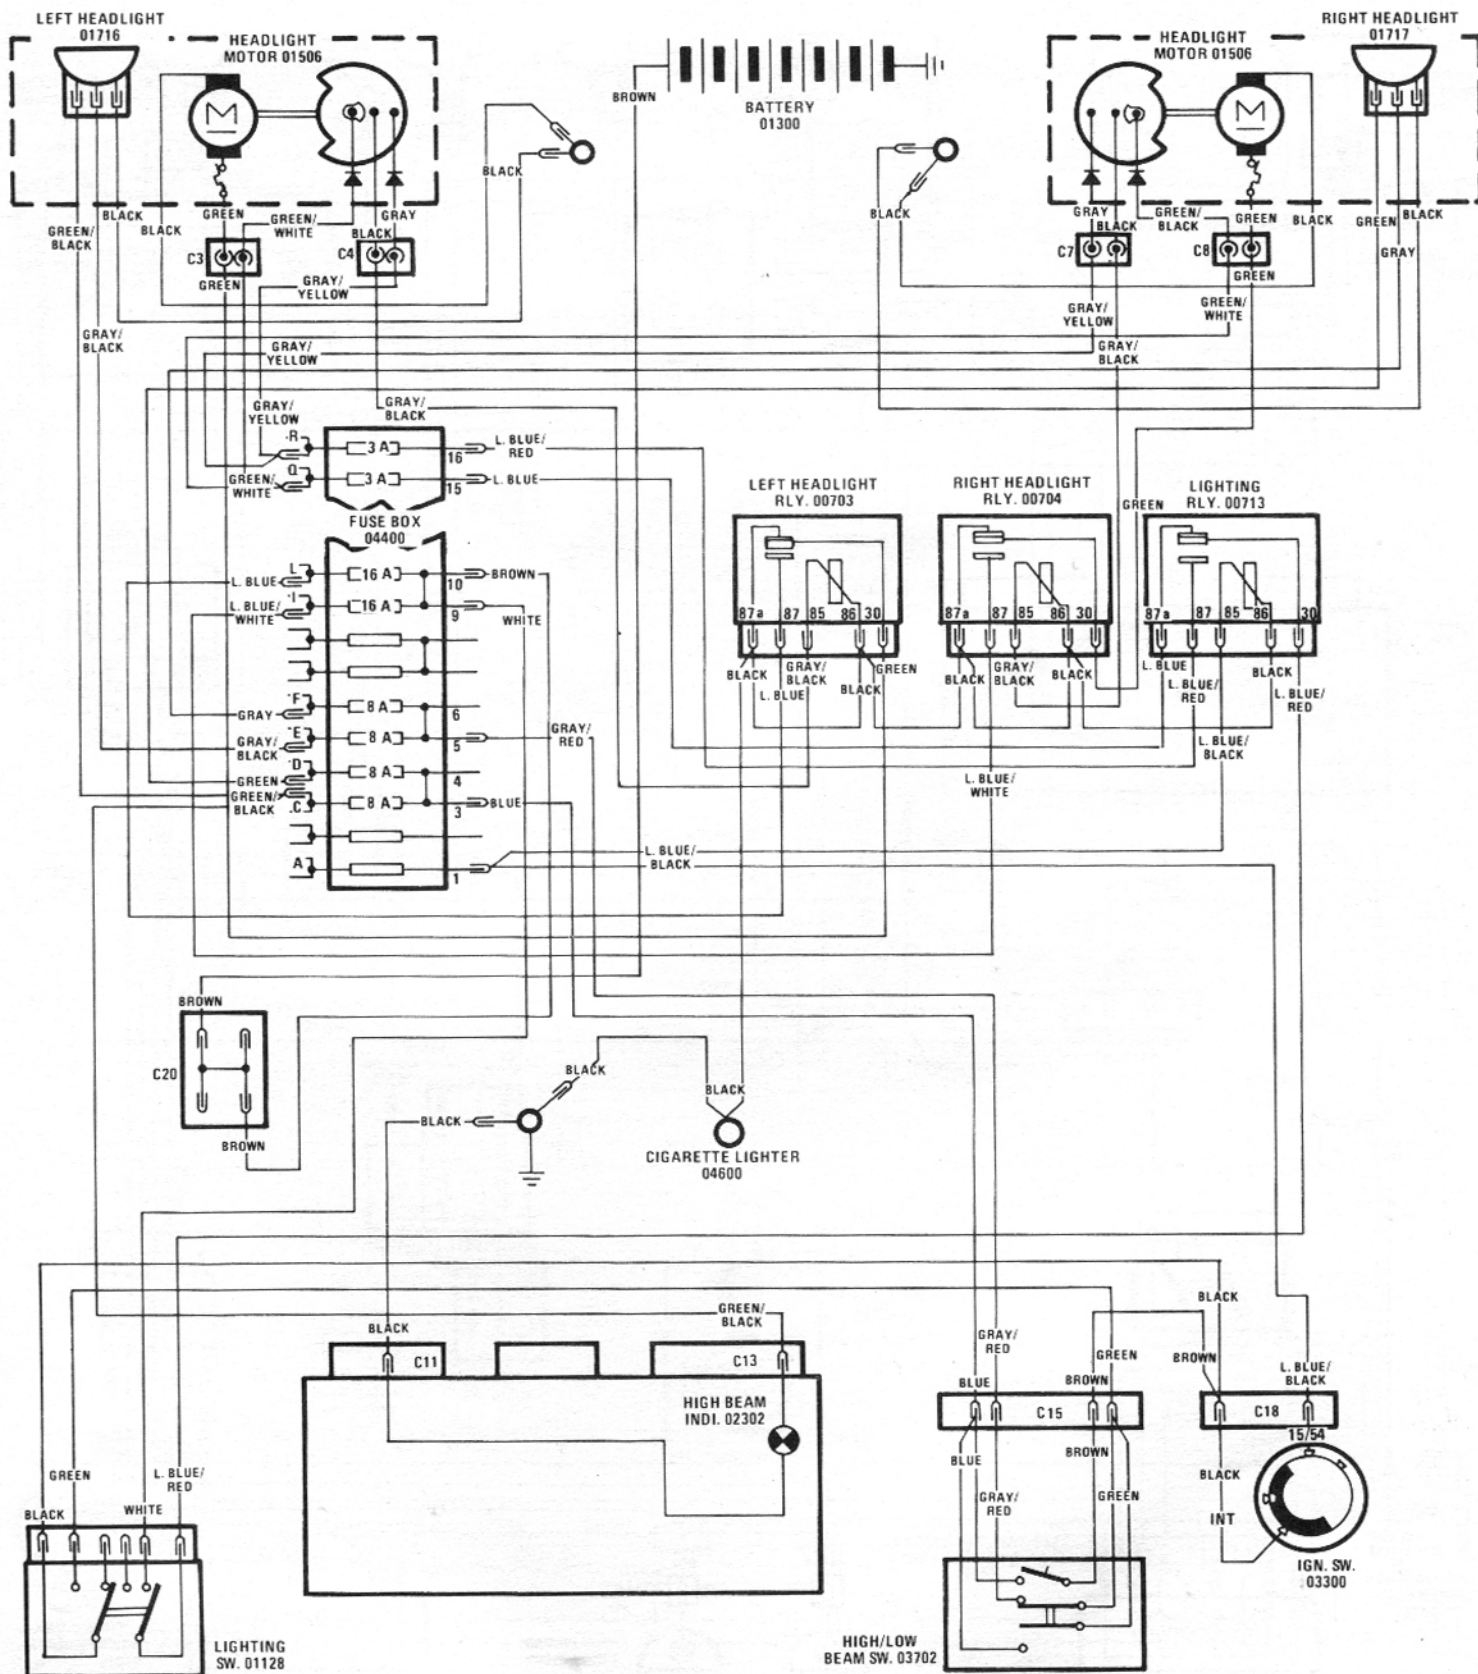 LEFT HEADLIGHT
01716
HEADLIGHT
MOTOR 01506
BATTERY
01300
HEADLIGHT
MOTOR 01506
RIGHT HEADLIGHT
01717
BROWN
BLACK
BLACK
GREEN/
BLACK
BLACK
BLACK
GREEN
GREEN/
WHITE
GRAY
BLACK
C3
C4
GREEN
GRAY/
YELLOW
GRAY
BLACK
GREEN/
BLACK
GREEN
BLACK
GREEN
BLACK
GRAY
C7
C8
GREEN
GRAY/
YELLOW
GREEN/
WHITE
GRAY/
BLACK
GRAY/
BLACK
GRAY/
YELLOW
GRAY/
YELLOW
GRAY/
BLACK
R
3 A
16
L. BLUE/
RED
Q
3 A
15
L. BLUE
GREEN/
WHITE
FUSE BOX
04400
L
L. BLUE
16 A
10
BROWN
I
L. BLUE/
WHITE
16 A
9
WHITE
F
GRAY
8 A
6
E
GRAY/
BLACK
8 A
5
GRAY/
RED
D
GREEN
8 A
4
GREEN/
BLACK
C
8 A
3
BLUE
A
1
L. BLUE/
BLACK
LEFT HEADLIGHT
RLY. 00703
87a 87 85 86 30
BLACK
L. BLUE
GRAY/
BLACK
BLACK
GREEN
RIGHT HEADLIGHT
RLY. 00704
87a 87 85 86 30
BLACK
GRAY/
BLACK
BLACK
L. BLUE/
WHITE
GREEN
LIGHTING
RLY. 00713
87a 87 85 86 30
L. BLUE
L. BLUE/
RED
BLACK
L. BLUE/
RED
L. BLUE/
BLACK
BROWN
C20
BROWN
BLACK
BLACK
BLACK
CIGARETTE LIGHTER
04600
BLACK
C11
GREEN/
BLACK
C13
HIGH BEAM
INDI. 02302
GRAY/
RED
BLUE
GREEN
BROWN
C15
BLUE
GRAY/
RED
BROWN
GREEN
HIGH/LOW
BEAM SW. 03702
BLACK
BROWN
L. BLUE/
BLACK
C18
15/54
BLACK
INT
IGN. SW.
03300
GREEN
BLACK
WHITE
L. BLUE/
RED
LIGHTING
SW. 01128